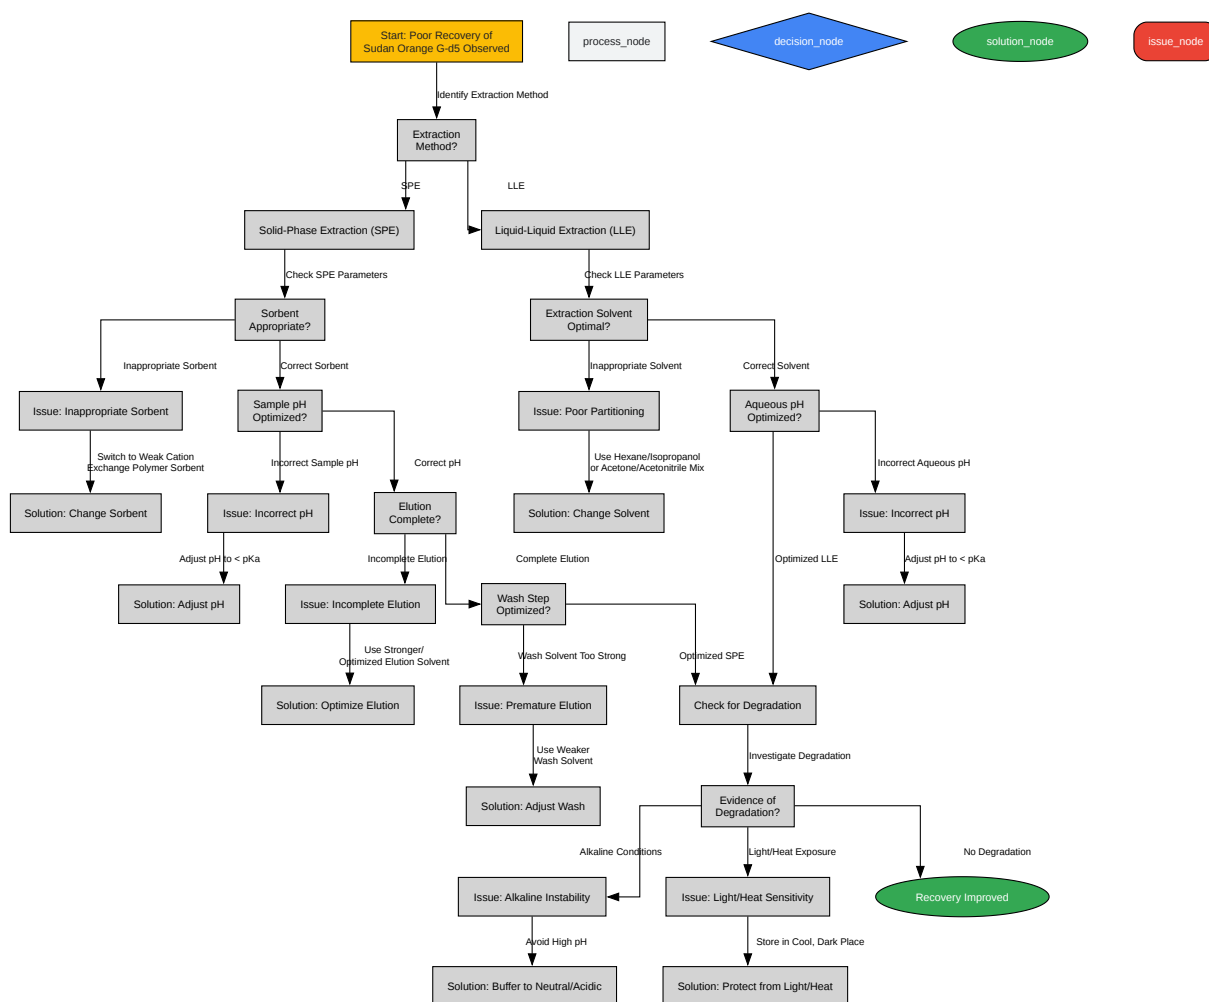 Start: Poor Recovery of
Sudan Orange G-d5 Observed
process_node
decision_node
solution_node
issue_node
Identify Extraction Method
Extraction
Method?
SPE
LLE
Solid-Phase Extraction (SPE)
Liquid-Liquid Extraction (LLE)
Check SPE Parameters
Check LLE Parameters
Sorbent
Appropriate?
Extraction Solvent
Optimal?
Inappropriate Sorbent
Correct Sorbent
Inappropriate Solvent
Correct Solvent
Issue: Inappropriate Sorbent
Sample pH
Optimized?
Issue: Poor Partitioning
Aqueous pH
Optimized?
Switch to Weak Cation
Exchange Polymer Sorbent
Incorrect Sample pH
Correct pH
Use Hexane/Isopropanol
or Acetone/Acetonitrile Mix
Incorrect Aqueous pH
Solution: Change Sorbent
Issue: Incorrect pH
Elution
Complete?
Solution: Change Solvent
Issue: Incorrect pH
Adjust pH to < pKa
Incomplete Elution
Complete Elution
Optimized LLE
Adjust pH to < pKa
Solution: Adjust pH
Issue: Incomplete Elution
Wash Step
Optimized?
Solution: Adjust pH
Use Stronger/
Optimized Elution Solvent
Wash Solvent Too Strong
Optimized SPE
Solution: Optimize Elution
Issue: Premature Elution
Check for Degradation
Use Weaker
Wash Solvent
Investigate Degradation
Solution: Adjust Wash
Evidence of
Degradation?
Alkaline Conditions
Light/Heat Exposure
No Degradation
Issue: Alkaline Instability
Issue: Light/Heat Sensitivity
Recovery Improved
Avoid High pH
Store in Cool, Dark Place
Solution: Buffer to Neutral/Acidic
Solution: Protect from Light/Heat